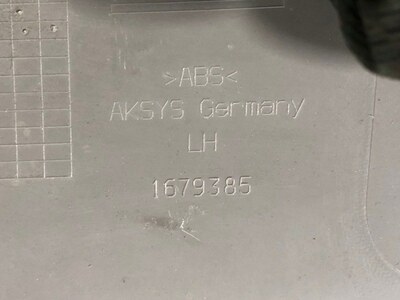 >ABS<
AKSYS Germany
LH
1679385